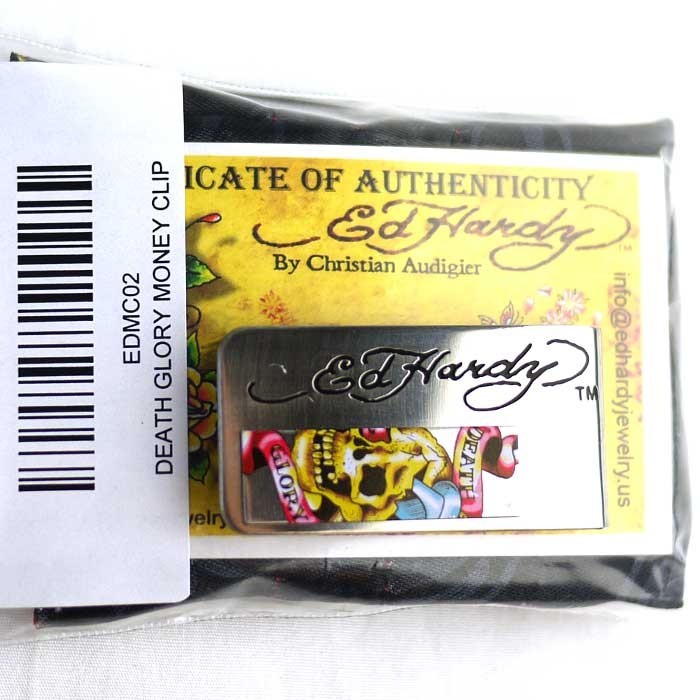 EDMC02
DEATH GLORY MONEY CLIP
ICATE OF AUTHENTICITY
Ed Hardy TM
By Christian Audigier
info@edhardyjewelry.us
Ed Hardy TM
GLORY
DEATH
welry